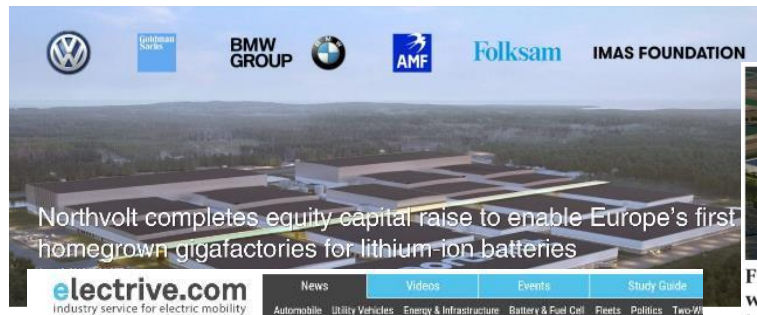 Goldman
Sachs
BMW
GROUP
AMF
Folksam
IMAS FOUNDATION
Northvolt completes equity capital raise to enable Europe's first
homegrown gigafactories for lithium-ion batteries
electrive.com
industry service for electric mobility
News
Videos
Events
Study Guide
Automobile Utility Vehicles Energy & Infrastructure Battery & Fuel Cell Fleets Politics